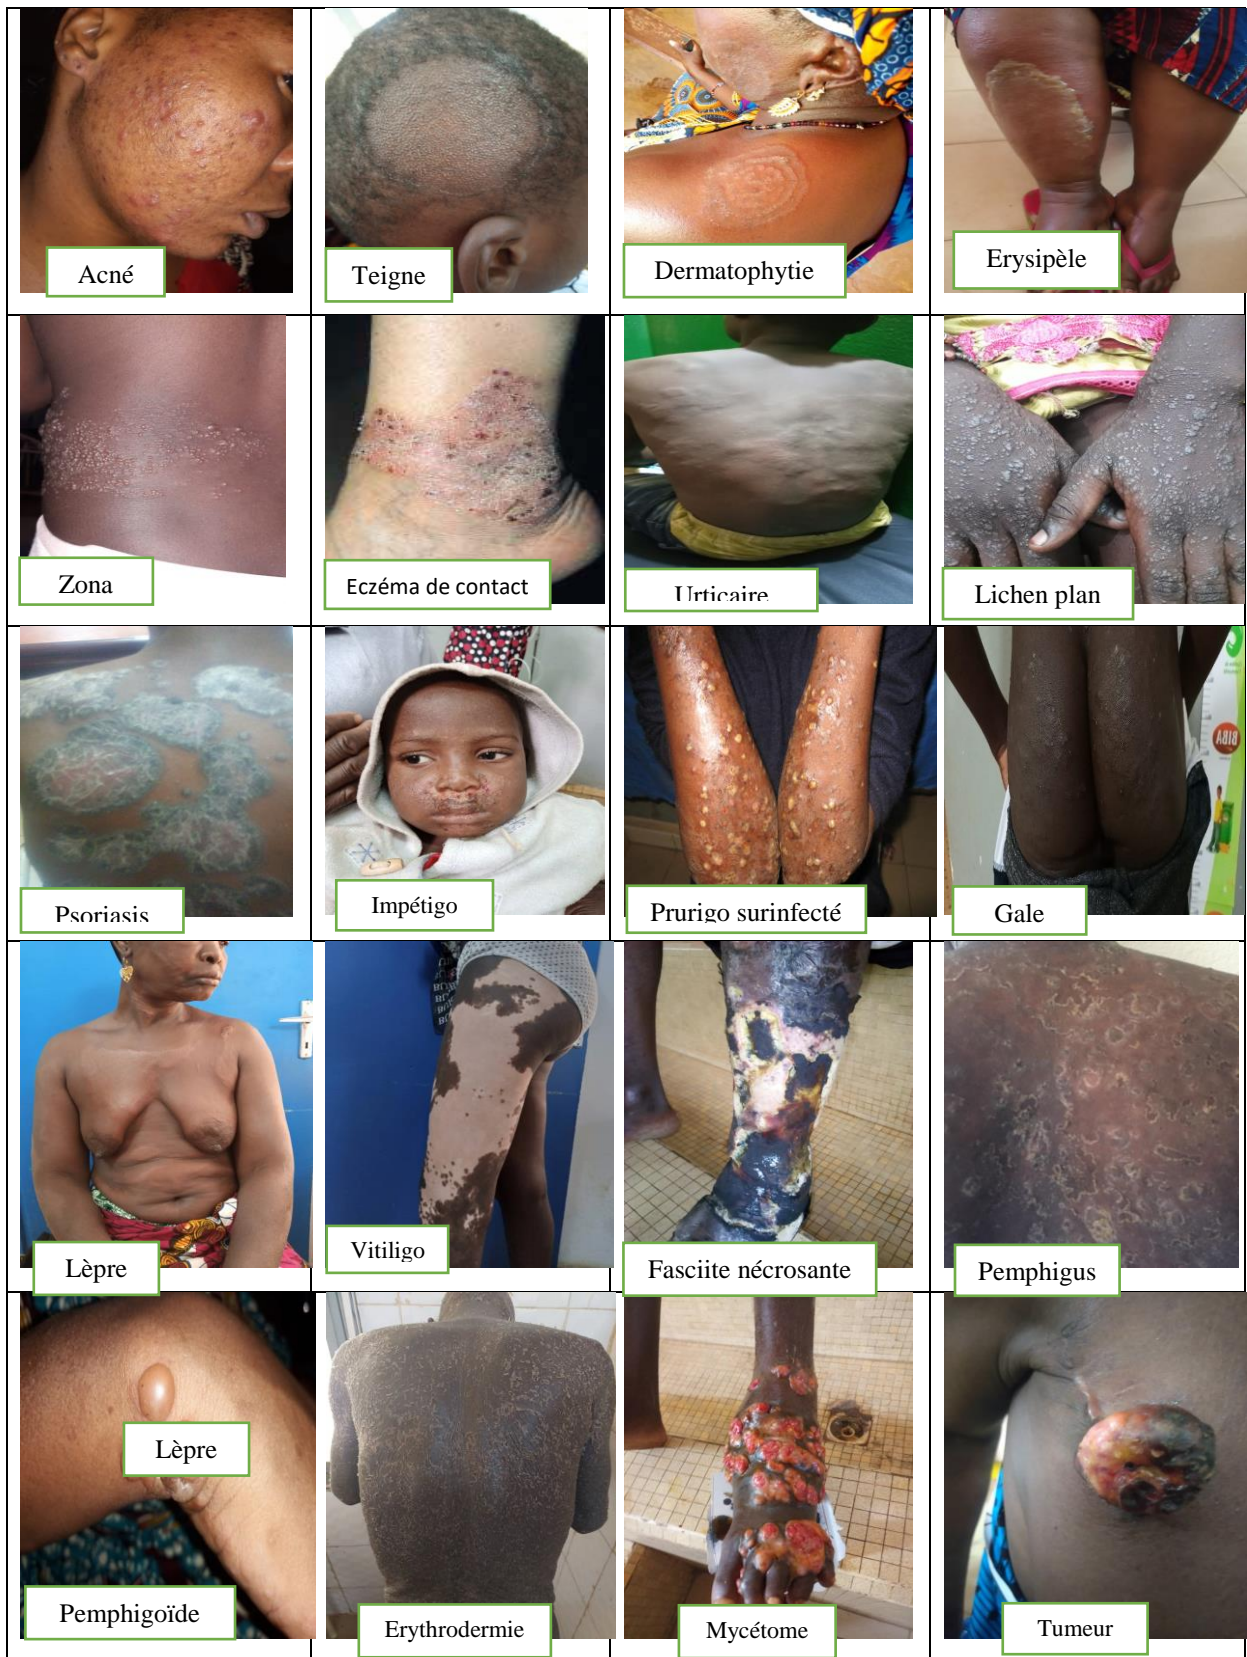 Acné
Teigne
Dermatophytie
Erysipèle
Zona
Eczéma de contact
Urticaire
Lichen plan
Psoriasis
Impétigo
Prurigo surinfecté
BIBA
Gale
Lèpre
Vitiligo
Fasciite nécrosante
Pemphigus
Lèpre
Pemphigoïde
Erythrodermie
Mycétome
Tumeur